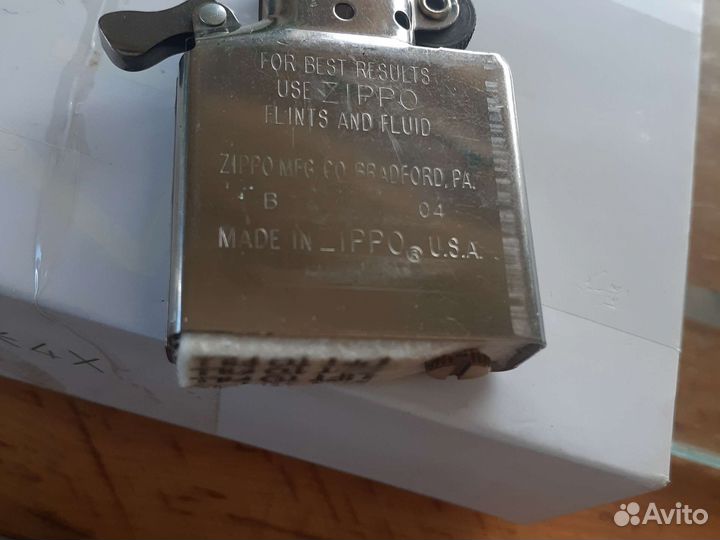 FOR BEST RESULTS
USE ZIPPO
FLINTS AND FLUID
ZIPPO MFG. CO. BRADFORD, PA.
B 04
MADE IN ZIPPO® U.S.A.
Avito